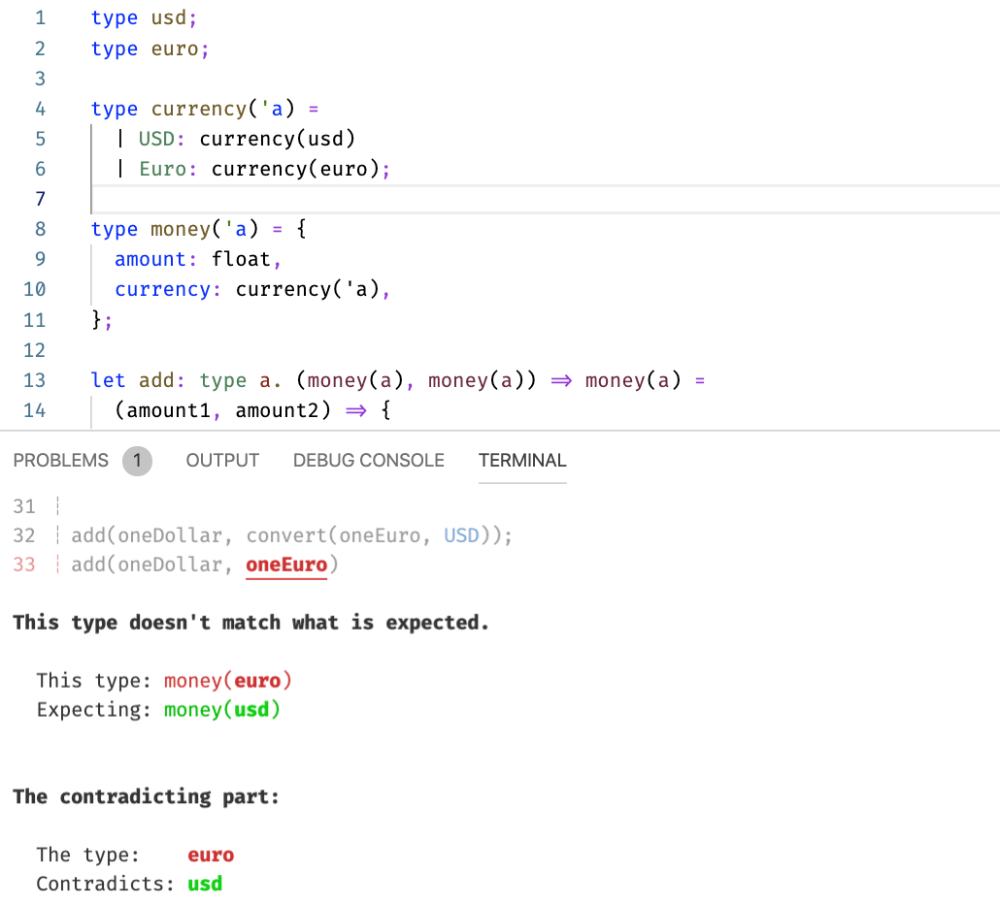 1 type usd;
2 type euro;
3
4 type currency('a) =
5 | USD: currency(usd)
6 | Euro: currency(euro);
7
8 type money('a) = {
9 amount: float,
10 currency: currency('a),
11 };
12
13 let add: type a. (money(a), money(a)) => money(a) =
14 (amount1, amount2) => {
PROBLEMS 1 OUTPUT DEBUG CONSOLE TERMINAL
31 ¦
32 ¦ add(oneDollar, convert(oneEuro, USD));
33 ¦ add(oneDollar, oneEuro)
This type doesn't match what is expected.
This type: money(euro)
Expecting: money(usd)
The contradicting part:
The type: euro
Contradicts: usd